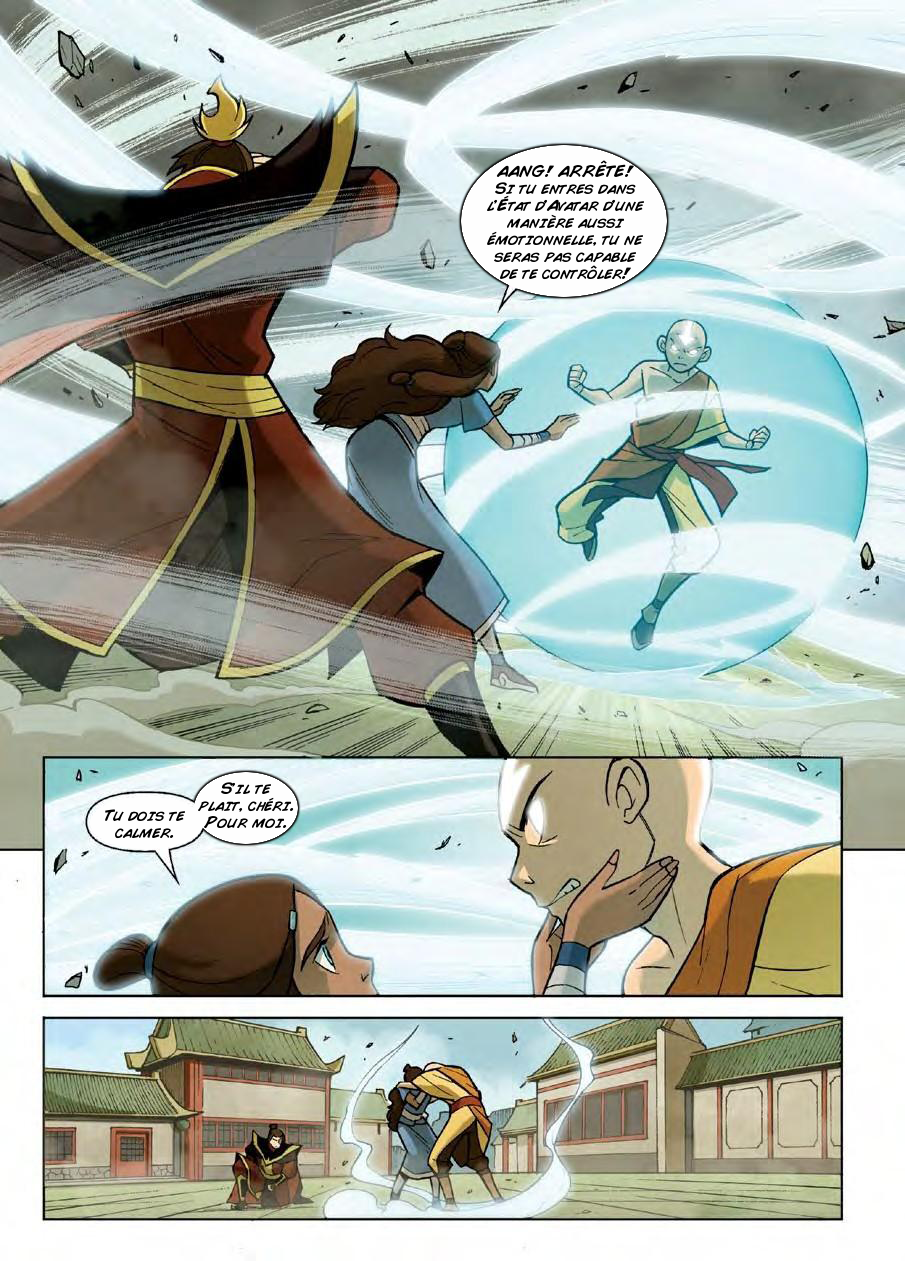 AANG! ARRÊTE!
SI TU ENTRES DANS
L'ÉTAT D'AVATAR D'UNE
MANIÈRE AUSSI
ÉMOTIONNELLE, TU NE
SERAS PAS CAPABLE
DE TE CONTRÔLER!
TU DOIS TE
CALMER.
S'IL TE
PLAIT, CHÉRI.
POUR MOI.